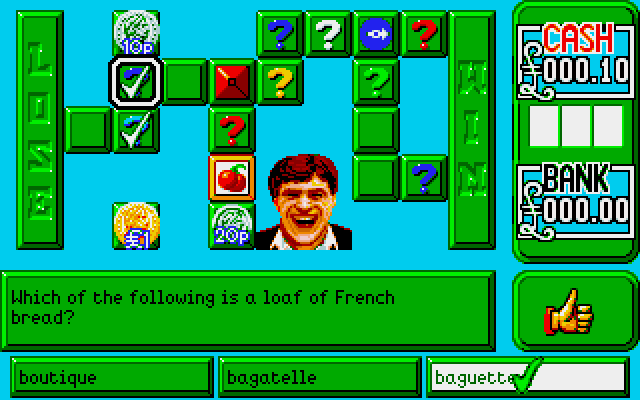 LOSE
10p
? ? ? ?
? ?
?
?
£1
20p
WIN
CASH
£000.10
BANK
£000.00
Which of the following is a loaf of French
bread?
boutique
bagatelle
baguette